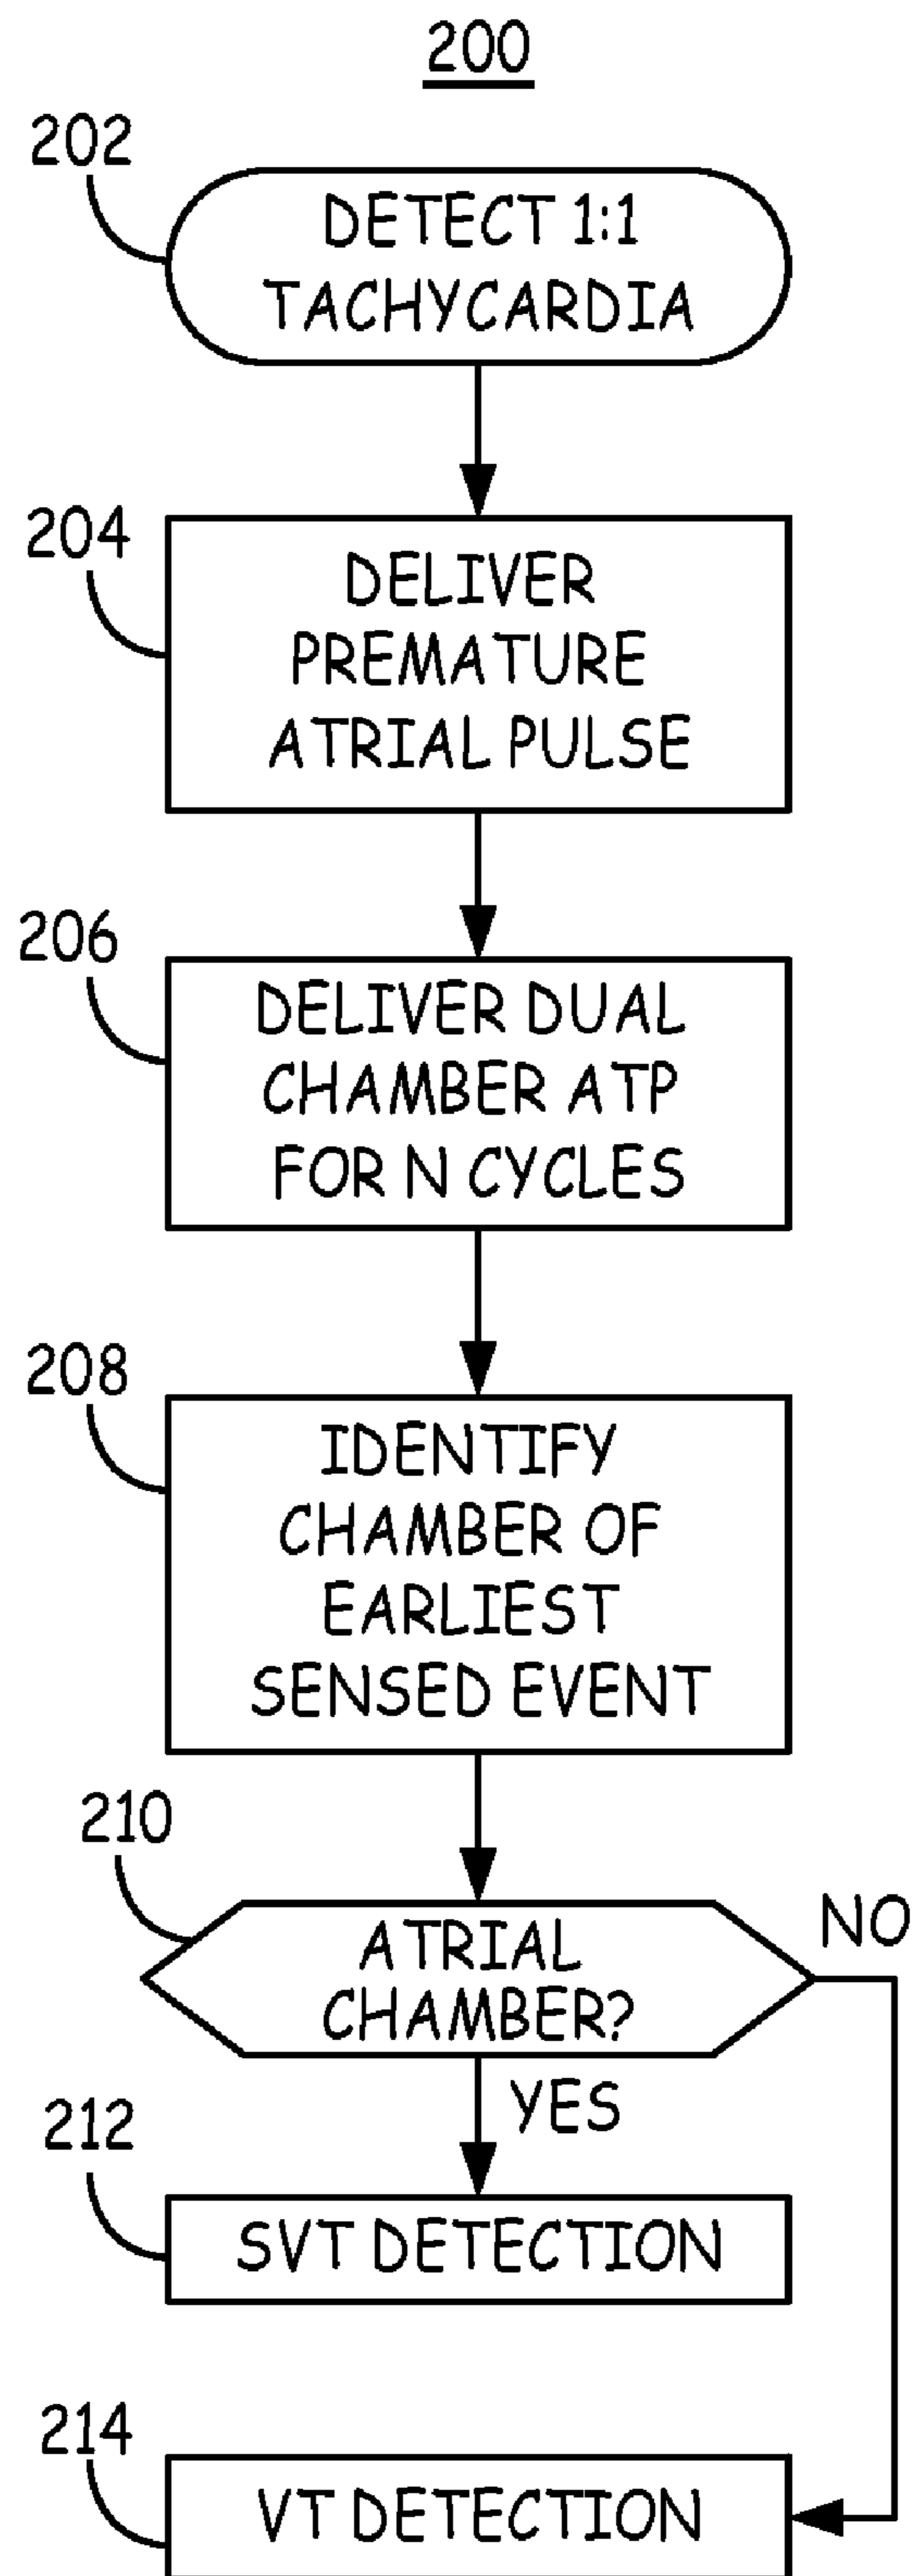 200
202
DETECT 1:1
TACHYCARDIA
204
DELIVER
PREMATURE
ATRIAL PULSE
206
DELIVER DUAL
CHAMBER ATP
FOR N CYCLES
208
IDENTIFY
CHAMBER OF
EARLIEST
SENSED EVENT
210
NO
ATRIAL
CHAMBER?
YES
212
SVT DETECTION
214
VT DETECTION